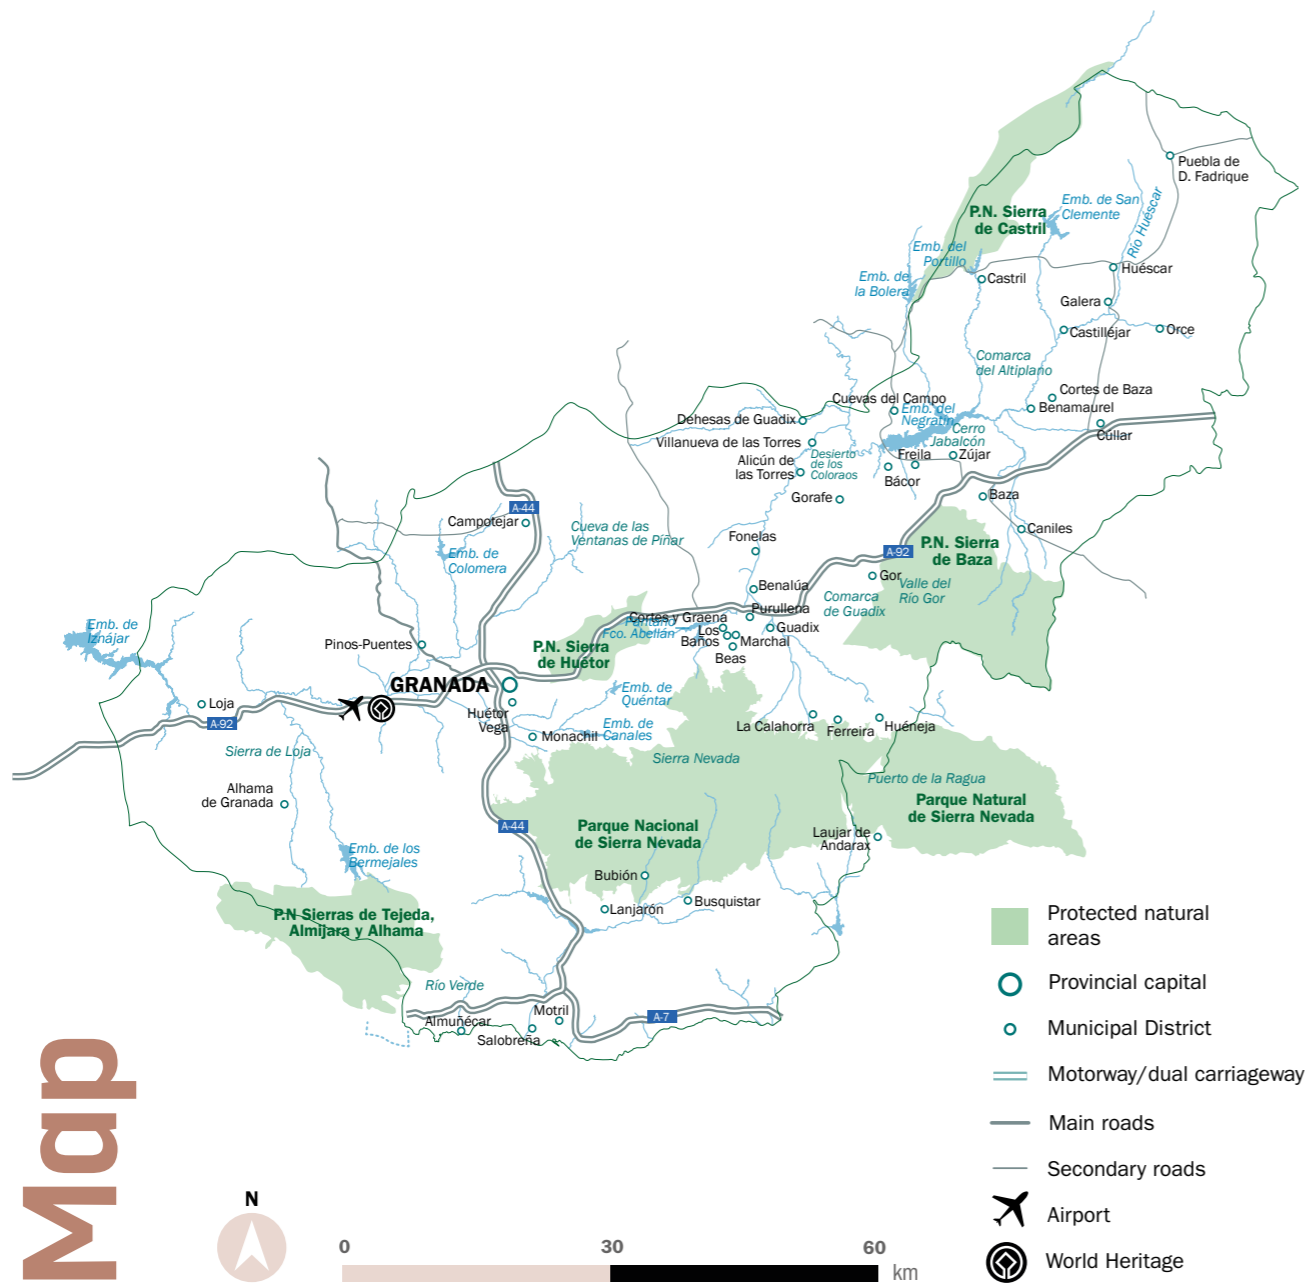 Puebla de
D. Fadrique
Emb. de San
Clemente
P.N. Sierra
de Castril
Río Huéscar
Emb. del
Portillo
Huéscar
Emb. de
la Bolera
Castril
Galera
Castilléjar
Orce
Comarca
del Altiplano
Cuevas del Campo
Cortes de Baza
Emb. del
Negratín
Benamaurel
Dehesas de Guadix
Cullar
Cerro
Jabalcón
Villanueva de las Torres
Desierto
de los
Coloraos
Freila
Zújar
Alicún de
las Torres
Bácor
Gorafe
Baza
A-44
Campotejar
Cueva de las
Ventanas de Píñar
Caniles
Fonelas
P.N. Sierra
de Baza
A-92
Emb. de
Colomera
Gor
Valle del
Río Gor
Benalúa
Comarca
de Guadix
Purullena
Cortes y Graena
Pantano
Fco. Abellán
Guadix
Los
Baños
Marchal
Beas
Emb. de
Iznájar
Pinos-Puentes
P.N. Sierra
de Huétor
GRANADA
Emb. de
Quéntar
Loja
A-92
Huétor
Vega
Emb. de
Canales
Monachil
La Calahorra
Ferreira
Huéneja
Sierra de Loja
Sierra Nevada
Puerto de la Ragua
Alhama
de Granada
Parque Natural
de Sierra Nevada
A-44
Parque Nacional
de Sierra Nevada
Laujar de
Andarax
Emb. de los
Bermejales
Bubión
Busquistar
Lanjarón
P.N Sierras de Tejeda,
Almijara y Alhama
Río Verde
Motril
A-7
Almuñécar
Salobreña
Protected natural
areas
Provincial capital
Municipal District
Motorway/dual carriageway
Main roads
Secondary roads
Airport
World Heritage
Map
N
0
30
60
km